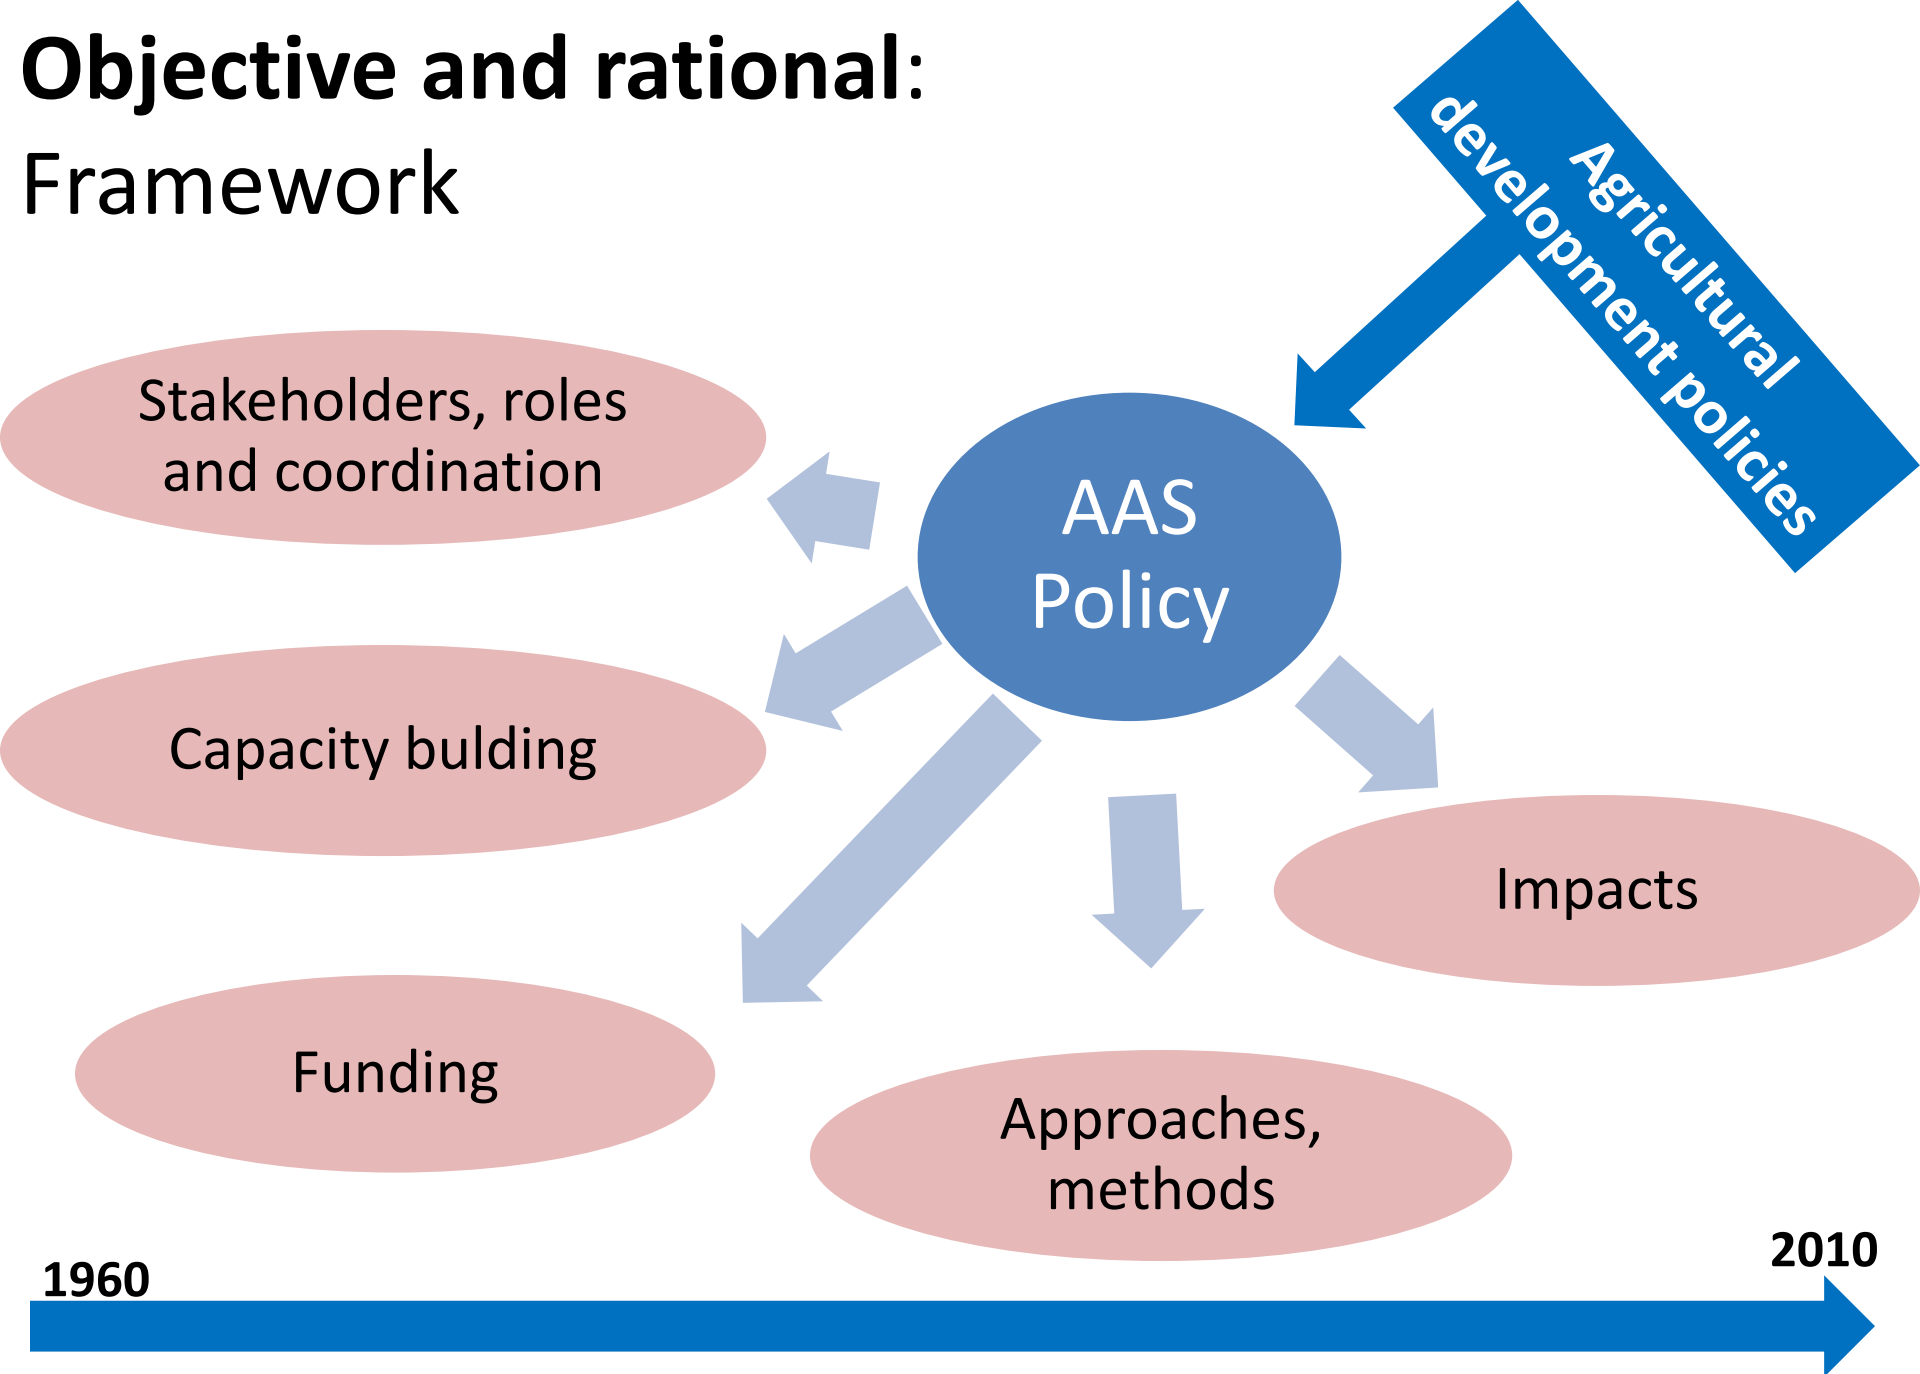 Objective and rational:
Framework
Agricultural
development policies
Stakeholders, roles
and coordination
AAS
Policy
Capacity bulding
Impacts
Funding
Approaches,
methods
1960
2010